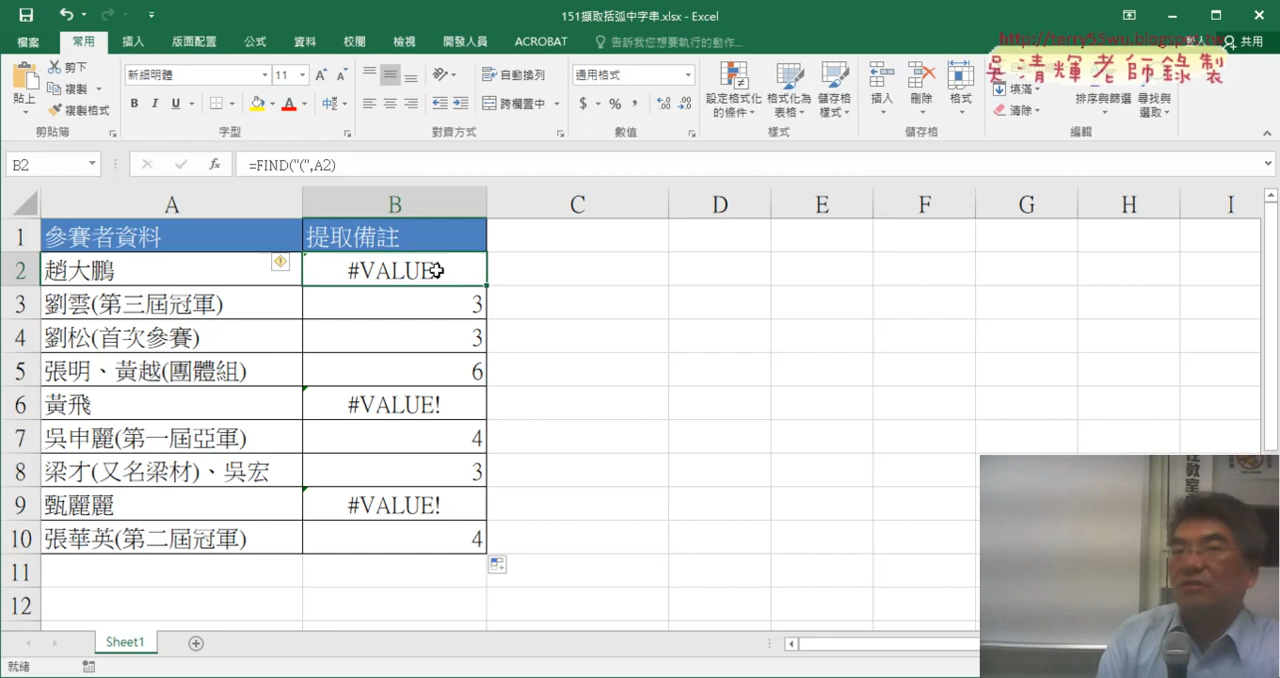 151擷取括弧中字串.xlsx - Excel
http://terry55wu.blogspot.tw
吳清輝老師錄製
檔案 常用 插入 版面配置 公式 資料 校閱 檢視 開發人員 ACROBAT 告訴我您想要執行的動作... 共用
貼上 剪下 複製 複製格式 剪貼簿
新細明體 11 B I U A 字型
自動換列 跨欄置中 對齊方式
通用格式 $ % , 數值
設定格式化的條件 格式化為表格 儲存格樣式 樣式
插入 刪除 格式 儲存格
填滿 清除 排序與篩選 尋找與選取 編輯
B2 fx =FIND("(",A2)
A B C D E F G H I
1 參賽者資料 提取備註
2 趙大鵬 #VALUE!
3 劉雲(第三屆冠軍) 3
4 劉松(首次參賽) 3
5 張明、黃越(團體組) 6
6 黃飛 #VALUE!
7 吳申麗(第一屆亞軍) 4
8 梁才(又名梁材)、吳宏 3
9 甄麗麗 #VALUE!
10 張華英(第二屆冠軍) 4
11
12
Sheet1
就緒